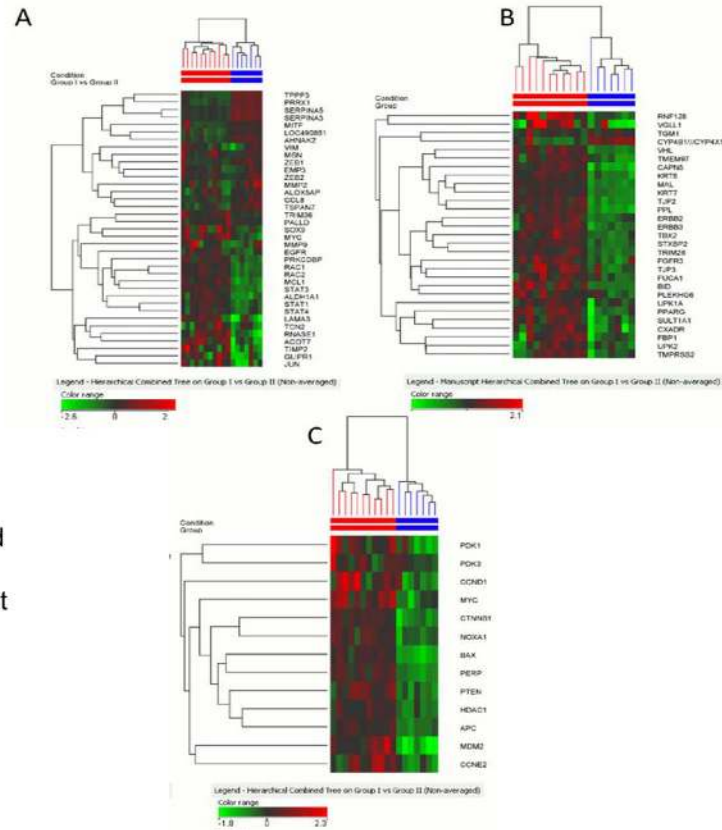 A
Condition
Group I vs Group II
TPPP3
PRRX1
SERPINA5
SERPINA3
MITF
AHNAK2
VIM
MSN
ZEB1
EMP3
ZEB2
MMP2
ALOX5AP
CCL8
TSPAN7
TRIM36
PALLD
SOX9
MYC
MMP9
EGFR
PRKCDBP
RAC1
RAC2
MCL1
STAT3
ALDH1A1
STAT1
STAT4
LAMA3
TCN2
RNASE1
ACOT7
TIMP2
GLIPR1
JUN
Legend - Hierarchical Combined Tree on Group I vs Group II (Non-averaged)
Color range
-2.6 0 2.
B
Condition
Group
RNF128
VGLL1
TGM1
VHL
TMEM97
CAPN5
KRT8
MAL
KRT7
TJP2
PPL
ERBB2
ERBB3
TBX2
STXBP2
TRIM26
FGFR3
TJP3
FUCA1
BID
PLEKHG6
UPK1A
PPARG
SULT1A1
CXADR
FBP1
UPK2
TMPRSS2
Legend - Manuscript Hierarchical Combined Tree on Group I vs Group II (Non-averaged)
Color range
2.1
C
Condition
Group
PDK1
PDK3
CCND1
MYC
CTNNB1
NOXA1
BAX
PERP
PTEN
HDAC1
APC
MDM2
CCNE2
Legend - Hierarchical Combined Tree on Group I vs Group II (Non-averaged)
Color range
-1.8 0 2.3
d
t